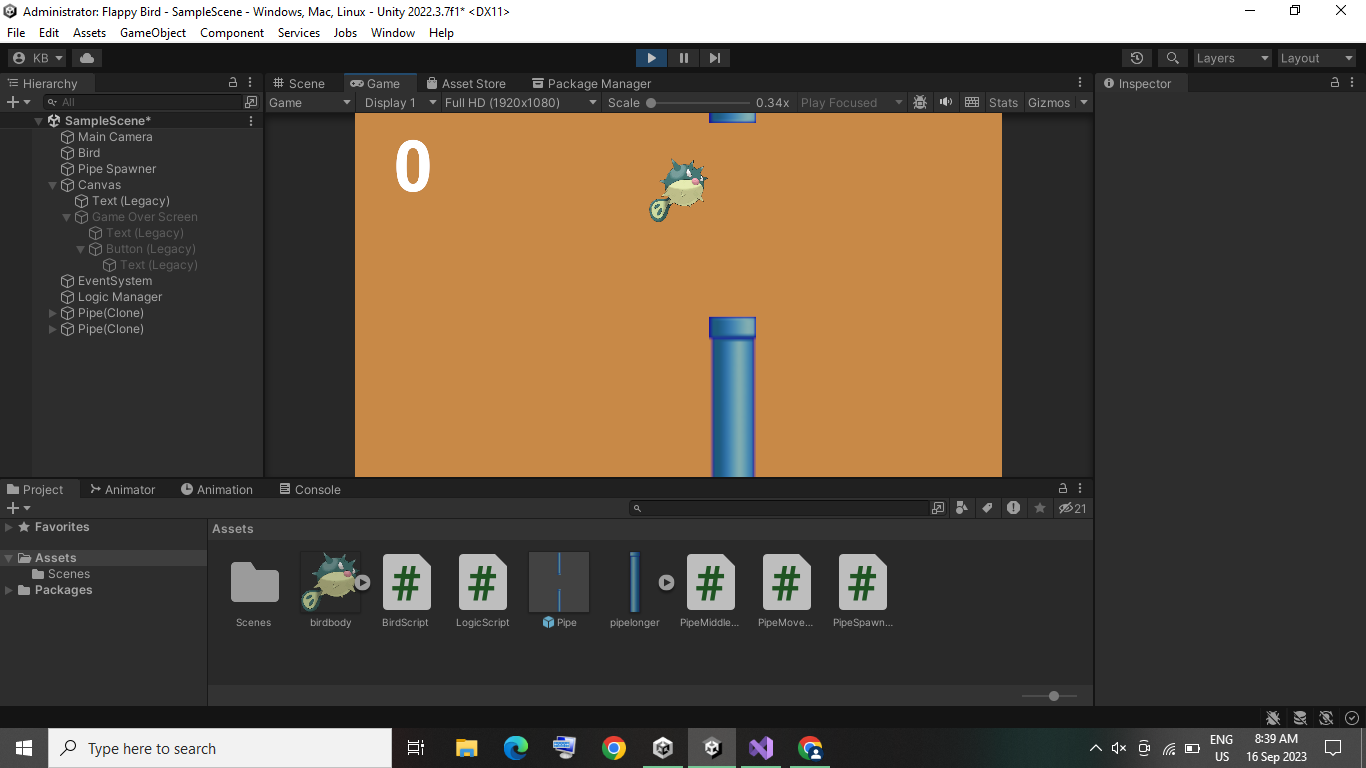 Administrator: Flappy Bird - SampleScene - Windows, Mac, Linux - Unity 2022.3.7f1* <DX11>
File Edit Assets GameObject Component Services Jobs Window Help
KB Layers Layout
Hierarchy Scene Game Asset Store Package Manager Inspector
All Game Display 1 Full HD (1920x1080) Scale 0.34x Play Focused Stats Gizmos
SampleScene*
Main Camera
Bird
Pipe Spawner
Canvas
Text (Legacy)
Game Over Screen
Text (Legacy)
Button (Legacy)
Text (Legacy)
EventSystem
Logic Manager
Pipe(Clone)
Pipe(Clone)
0
Project Animator Animation Console
21
Favorites
Assets
Scenes
Packages
Assets
Scenes birdbody BirdScript LogicScript Pipe pipelonger PipeMiddle... PipeMove... PipeSpawn...
Type here to search
ENG
US
8:39 AM
16 Sep 2023